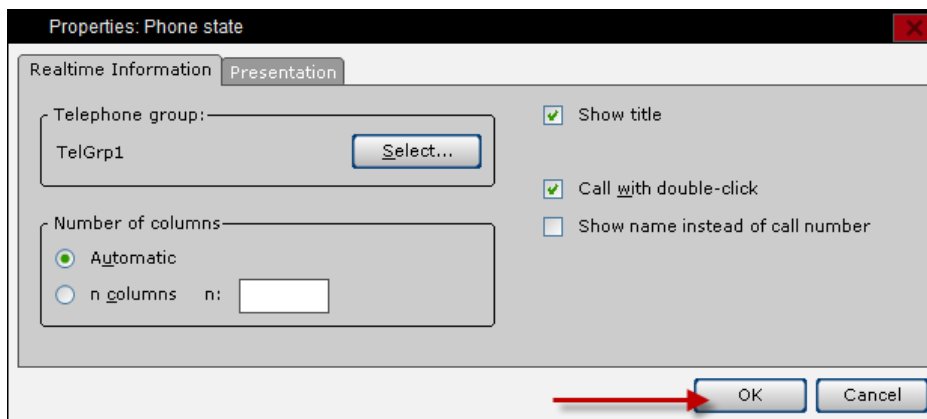 Properties: Phone state
Realtime Information
Presentation
Telephone group:
TelGrp1
Select...
Show title
Call with double-click
Show name instead of call number
Number of columns
Automatic
n columns n:
OK
Cancel